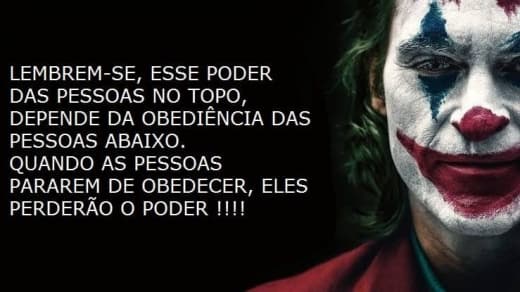 LEMBREM-SE, ESSE PODER
DAS PESSOAS NO TOPO,
DEPENDE DA OBEDIÊNCIA DAS
PESSOAS ABAIXO.
QUANDO AS PESSOAS
PARAREM DE OBEDECER, ELES
PERDERÃO O PODER !!!!